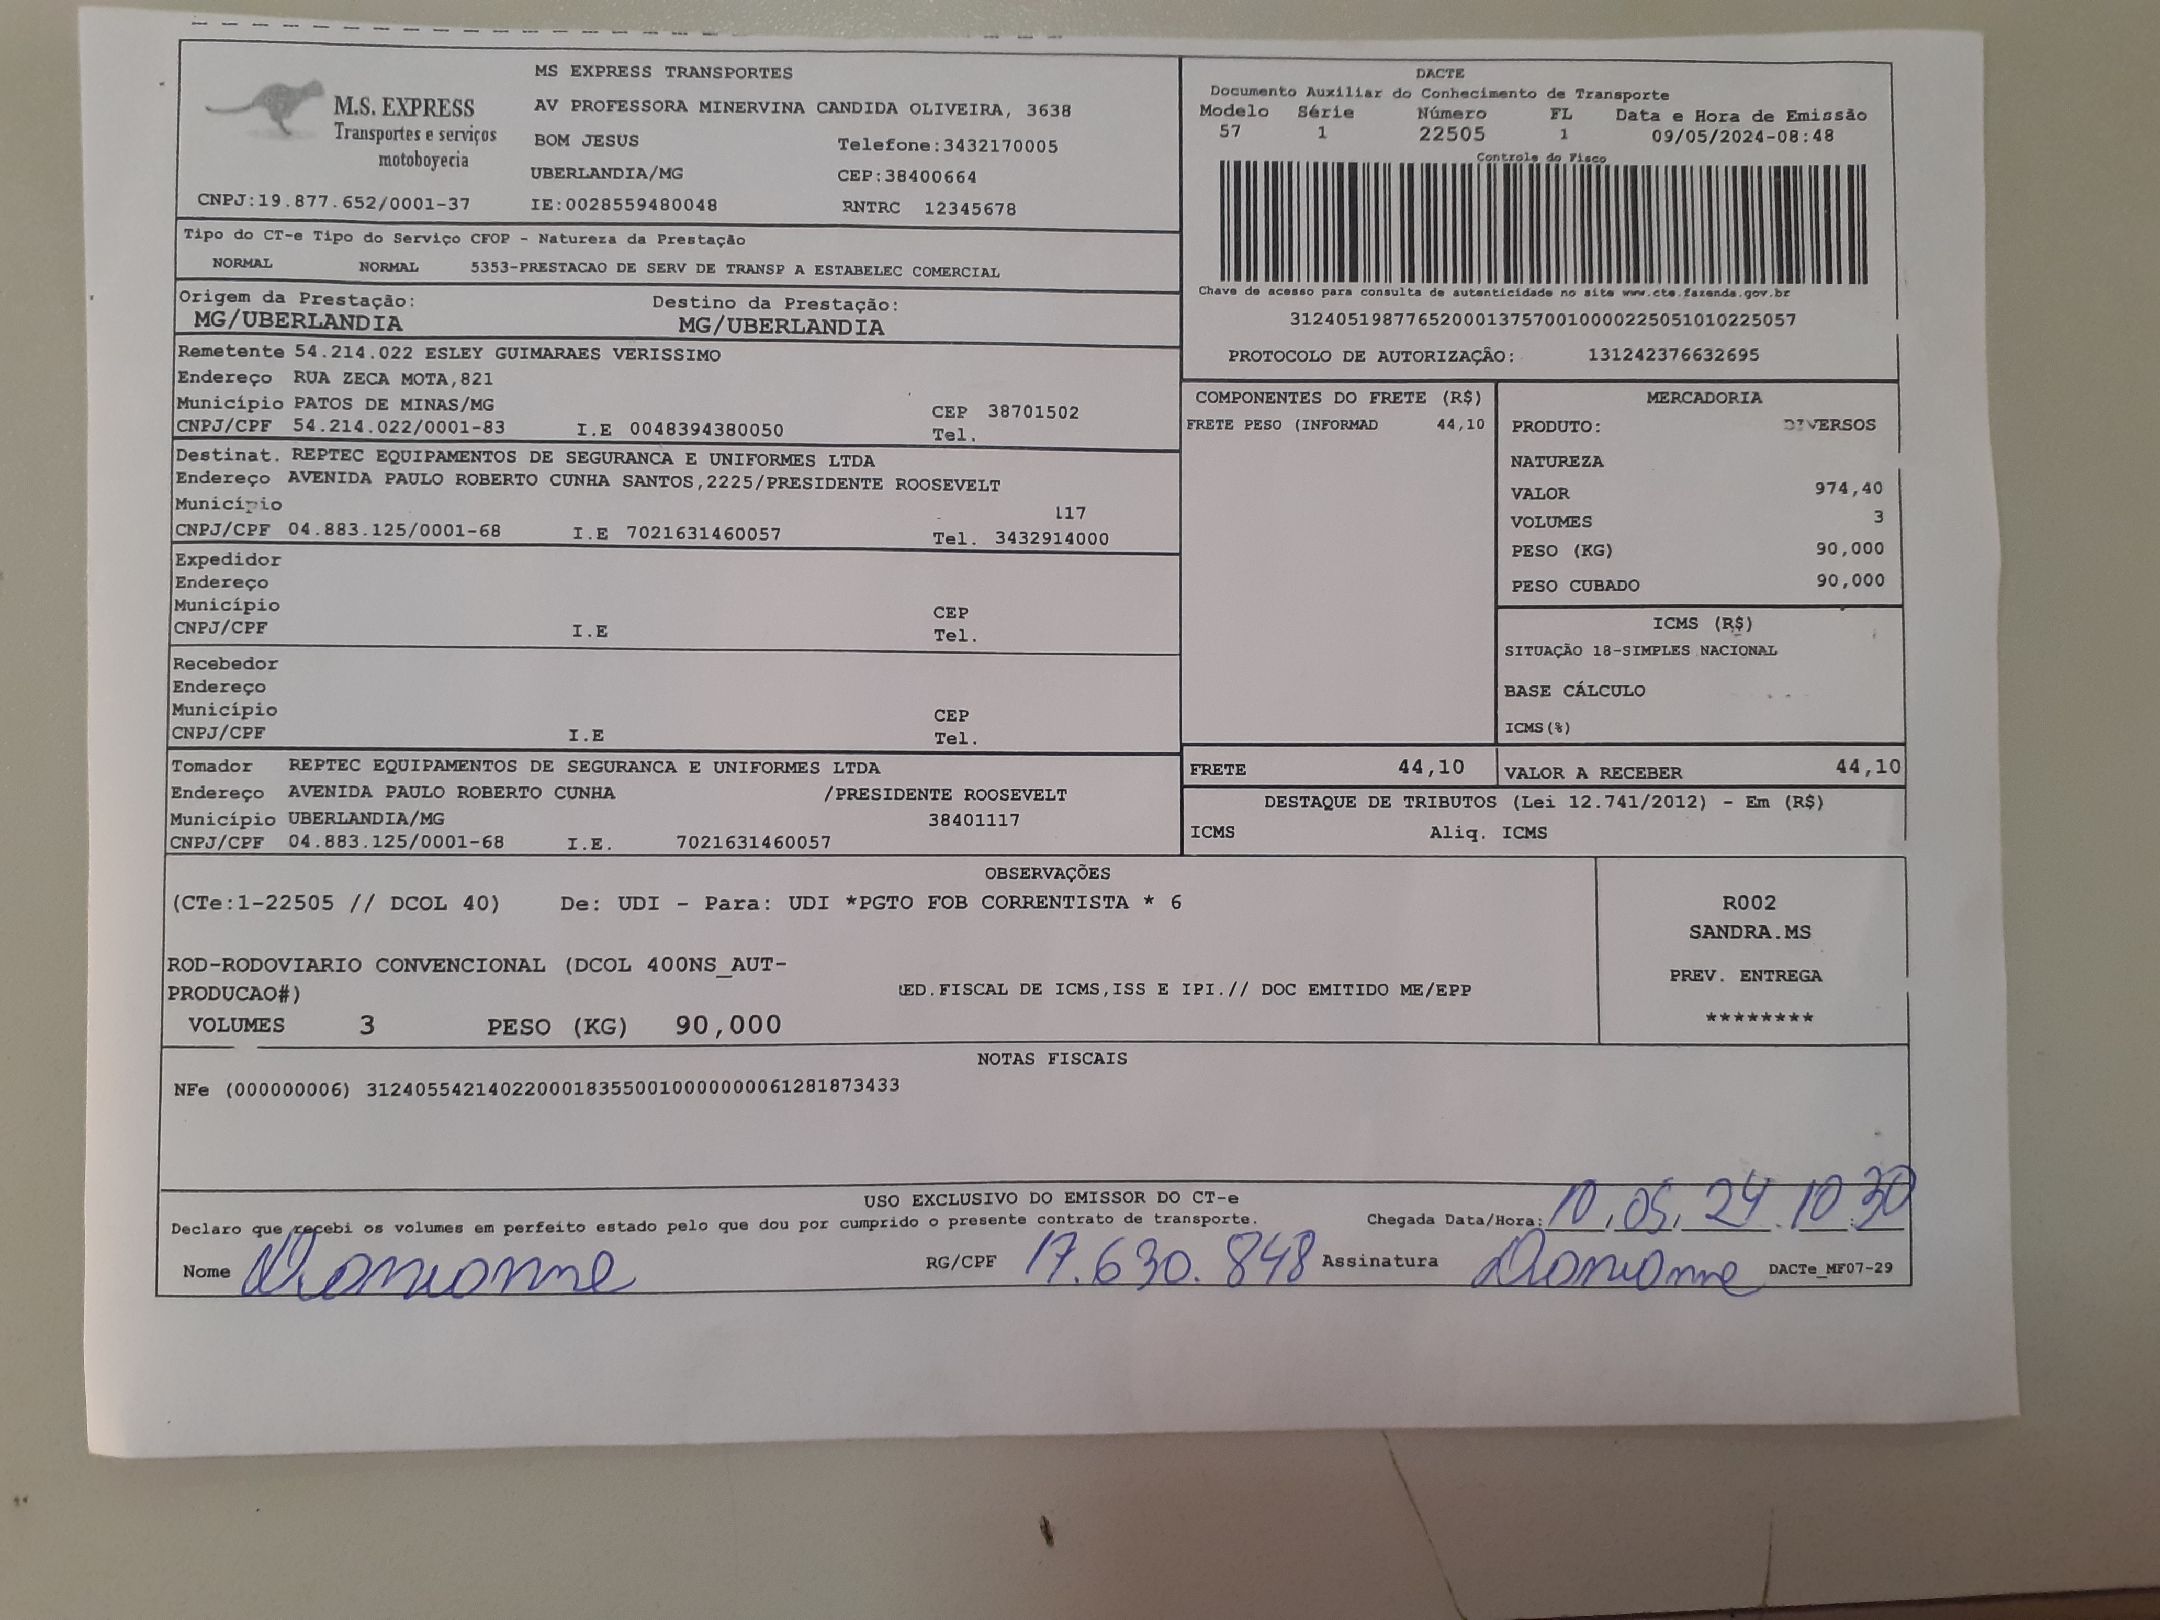 MS EXPRESS TRANSPORTES
M.S. EXPRESS
Transportes e serviços
motoboyecia
AV PROFESSORA MINERVINA CANDIDA OLIVEIRA, 3638
BOM JESUS Telefone:3432170005
UBERLANDIA/MG CEP:38400664
CNPJ:19.877.652/0001-37 IE:0028559480048 RNTRC 12345678
DACTE
Documento Auxiliar do Conhecimento de Transporte
Modelo Série Número FL Data e Hora de Emissão
57 1 22505 1 09/05/2024-08:48
Controle do Fisco
Chave de acesso para consulta de autenticidade no site www.cte.fazenda.gov.br
31240519877652000137570010000225051010225057
PROTOCOLO DE AUTORIZAÇÃO: 131242376632695
Tipo do CT-e Tipo do Serviço CFOP - Natureza da Prestação
NORMAL NORMAL 5353-PRESTACAO DE SERV DE TRANSP A ESTABELEC COMERCIAL
Origem da Prestação: Destino da Prestação:
MG/UBERLANDIA MG/UBERLANDIA
Remetente 54.214.022 ESLEY GUIMARAES VERISSIMO
Endereço RUA ZECA MOTA,821
Município PATOS DE MINAS/MG CEP 38701502
CNPJ/CPF 54.214.022/0001-83 I.E 0048394380050 Tel.
Destinat. REPTEC EQUIPAMENTOS DE SEGURANCA E UNIFORMES LTDA
Endereço AVENIDA PAULO ROBERTO CUNHA SANTOS,2225/PRESIDENTE ROOSEVELT
Município 117
CNPJ/CPF 04.883.125/0001-68 I.E 7021631460057 Tel. 3432914000
Expedidor
Endereço
Município CEP
CNPJ/CPF I.E Tel.
Recebedor
Endereço
Município CEP
CNPJ/CPF I.E Tel.
Tomador REPTEC EQUIPAMENTOS DE SEGURANCA E UNIFORMES LTDA
Endereço AVENIDA PAULO ROBERTO CUNHA /PRESIDENTE ROOSEVELT
Município UBERLANDIA/MG 38401117
CNPJ/CPF 04.883.125/0001-68 I.E. 7021631460057
COMPONENTES DO FRETE (R$)
FRETE PESO (INFORMAD 44,10
MERCADORIA
PRODUTO: DIVERSOS
NATUREZA
VALOR 974,40
VOLUMES 3
PESO (KG) 90,000
PESO CUBADO 90,000
ICMS (R$)
SITUAÇÃO 18-SIMPLES NACIONAL
BASE CÁLCULO
ICMS(%)
FRETE 44,10 VALOR A RECEBER 44,10
DESTAQUE DE TRIBUTOS (Lei 12.741/2012) - Em (R$)
ICMS Aliq. ICMS
OBSERVAÇÕES
(CTe:1-22505 // DCOL 40) De: UDI - Para: UDI *PGTO FOB CORRENTISTA * 6
ROD-RODOVIARIO CONVENCIONAL (DCOL 400NS_AUT-
PRODUCAO#) ED.FISCAL DE ICMS,ISS E IPI.// DOC EMITIDO ME/EPP
VOLUMES 3 PESO (KG) 90,000
R002
SANDRA.MS
PREV. ENTREGA
********
NOTAS FISCAIS
NFe (000000006) 31240554214022000183550010000000061281873433
USO EXCLUSIVO DO EMISSOR DO CT-e
Declaro que recebi os volumes em perfeito estado pelo que dou por cumprido o presente contrato de transporte. Chegada Data/Hora: 10,05,24 10 30
Nome RG/CPF 17.630.848 Assinatura DACTe_MF07-29